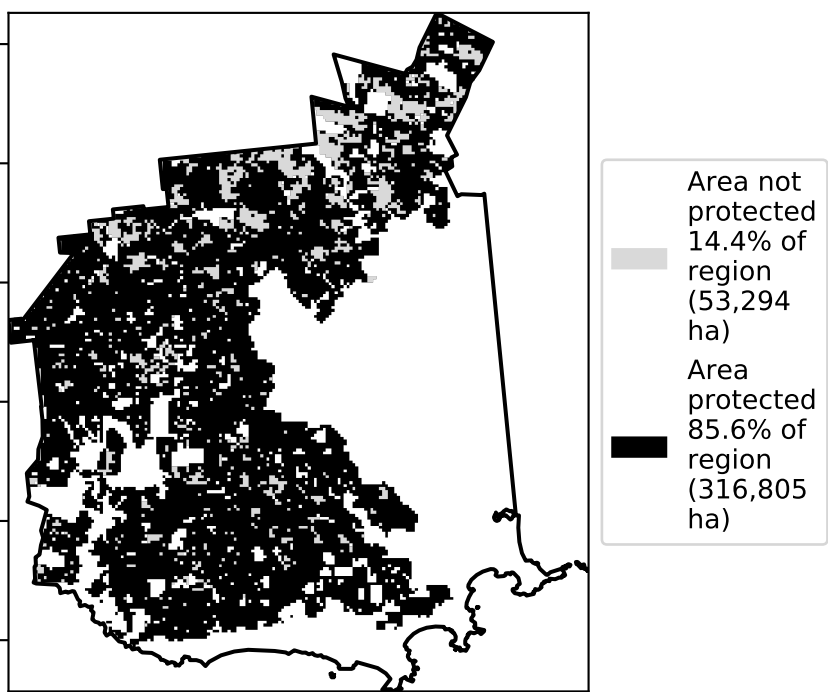 Area not
protected
14.4% of
region
(53,294
ha)
Area
protected
85.6% of
region
(316,805
ha)